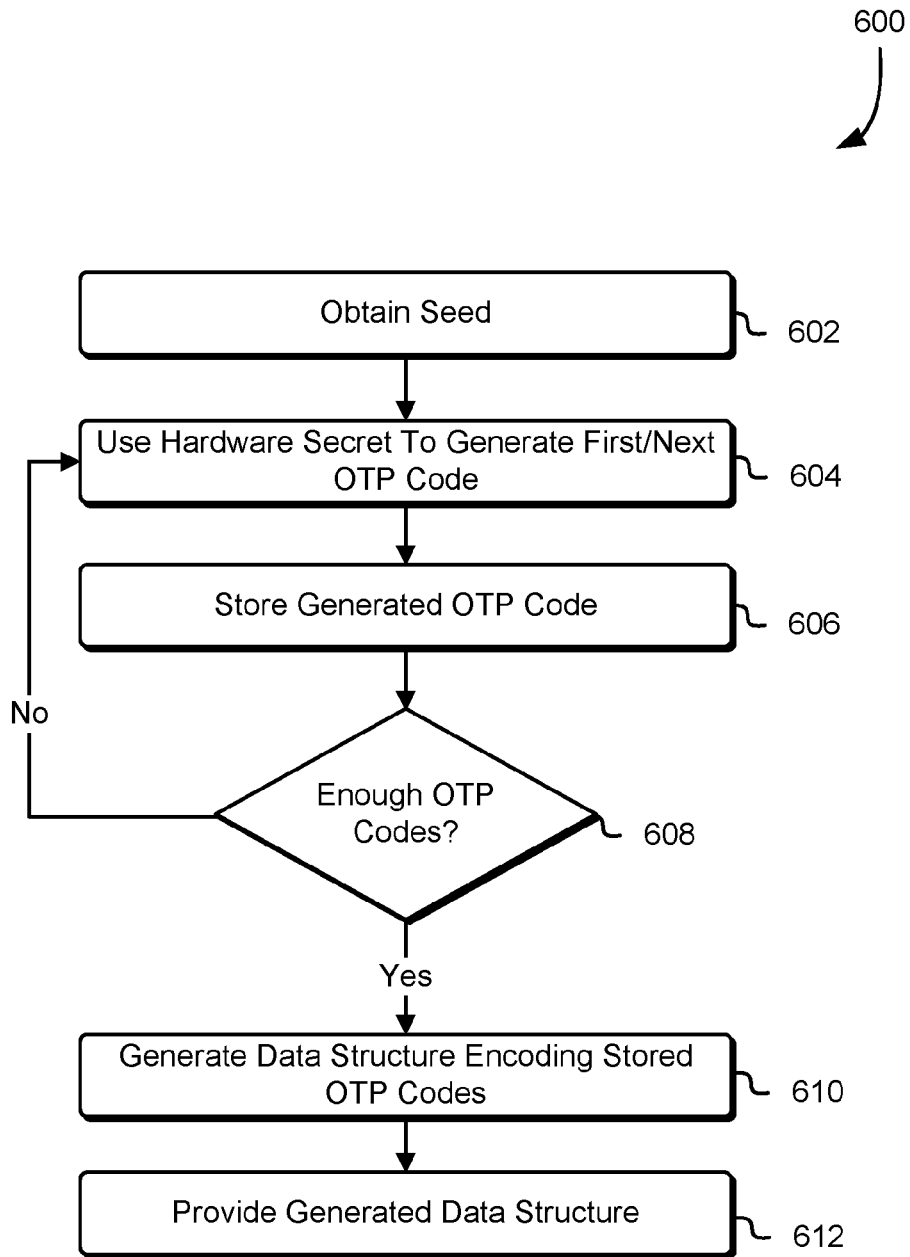 600
Obtain Seed
602
Use Hardware Secret To Generate First/Next
OTP Code
604
Store Generated OTP Code
606
No
Enough OTP
Codes?
608
Yes
Generate Data Structure Encoding Stored
OTP Codes
610
Provide Generated Data Structure
612